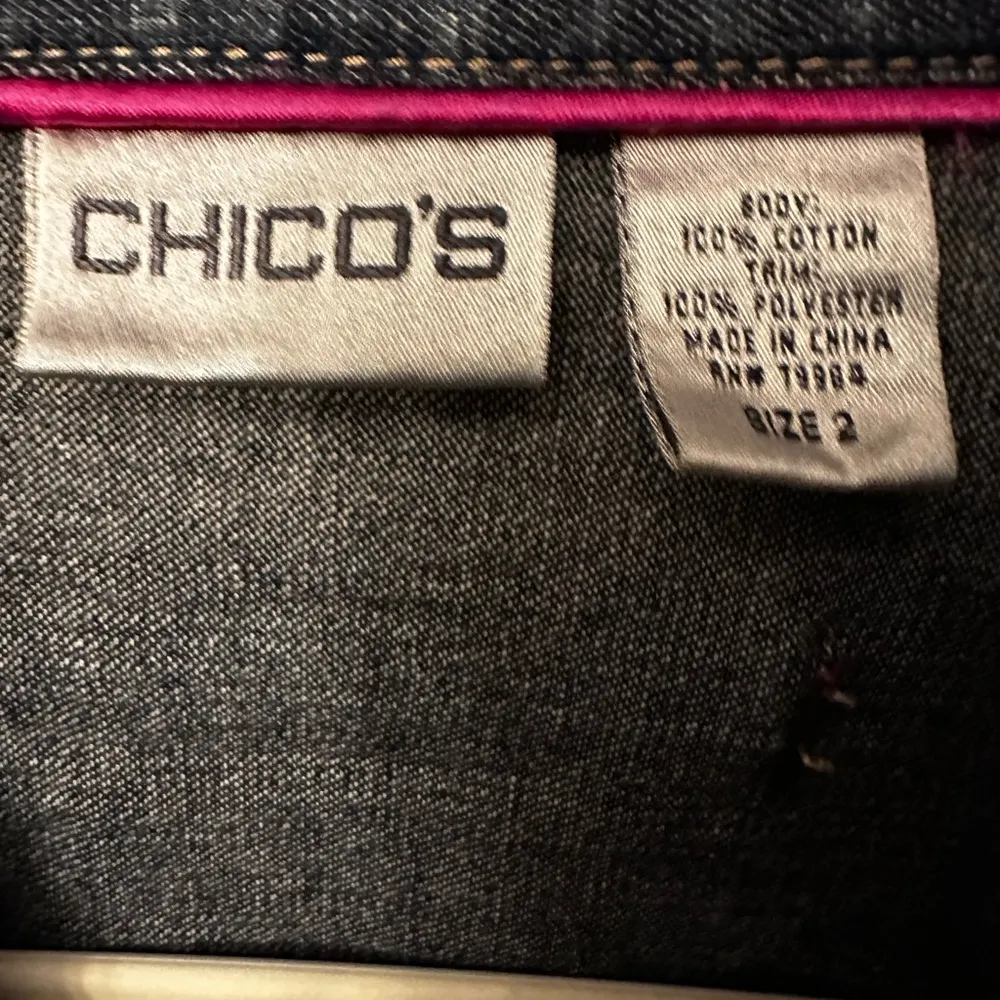 CHICO'S
BODY:
100% COTTON
TRIM:
100% POLYESTER
MADE IN CHINA
RN# 79984
SIZE 2